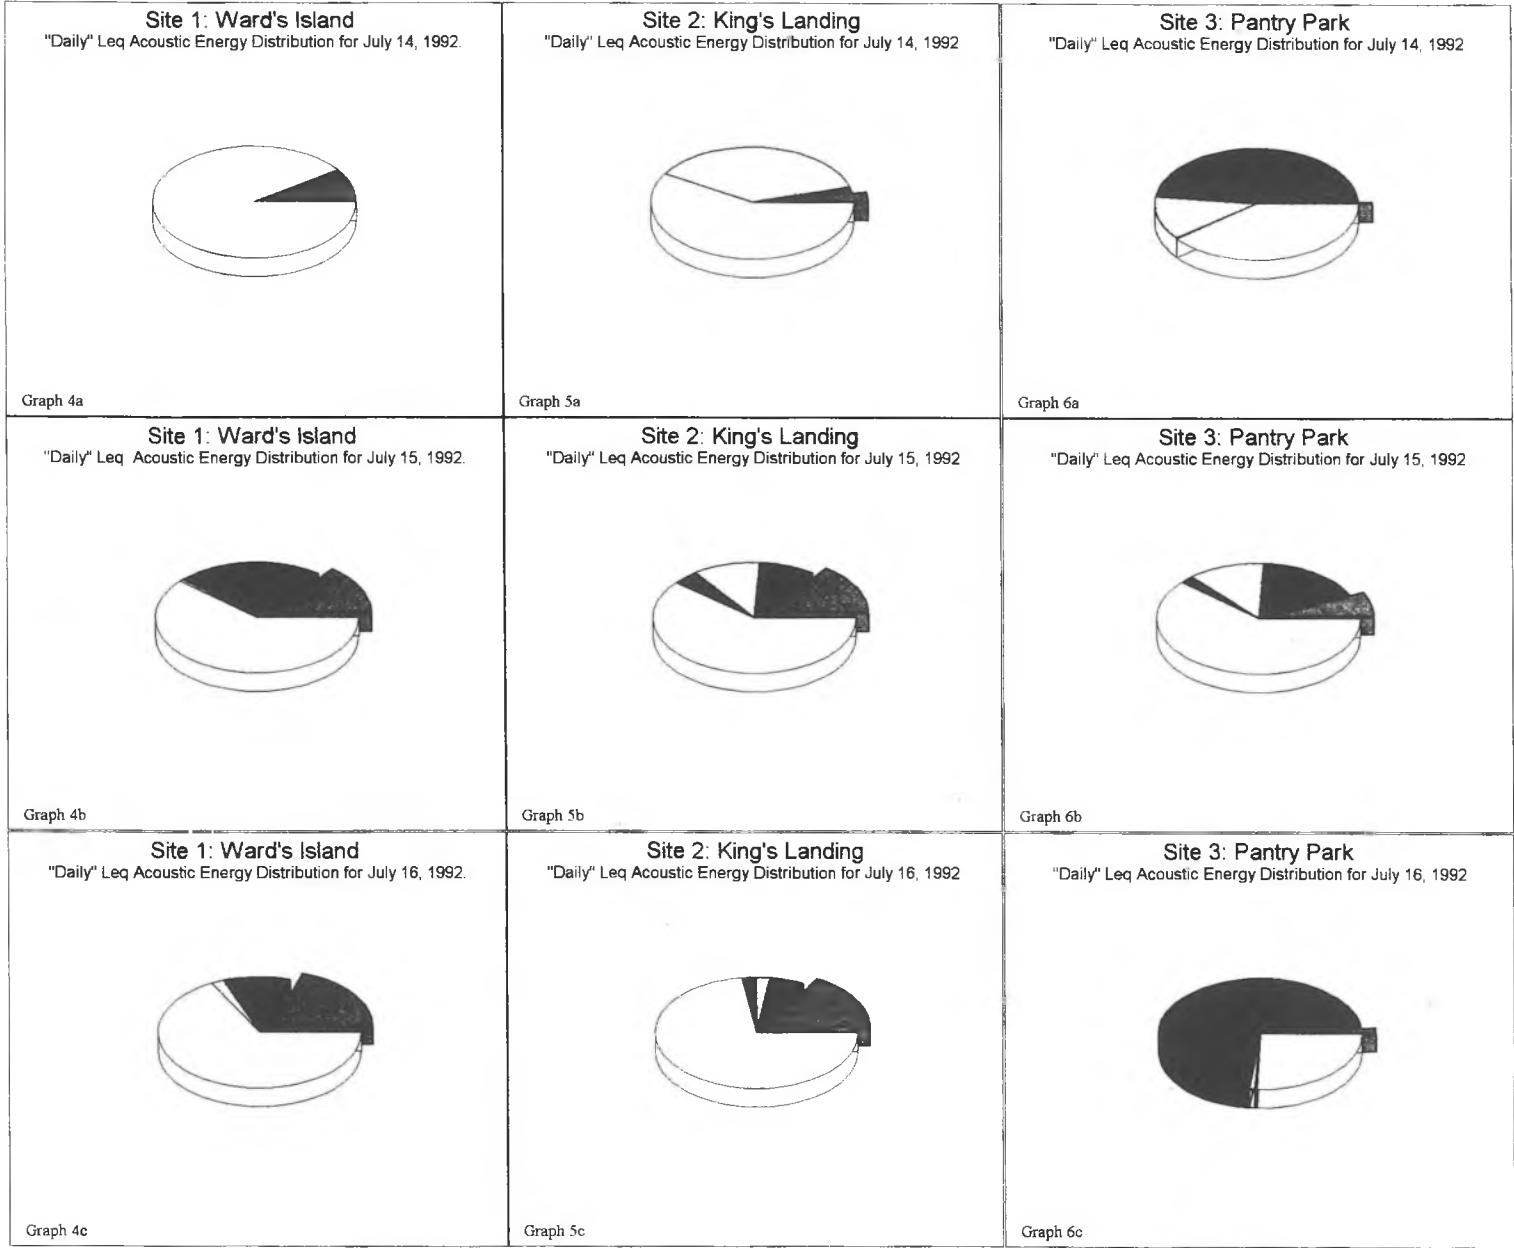 Site 1: Ward's Island
"Daily" Leq Acoustic Energy Distribution for July 14, 1992.
Graph 4a
Site 2: King's Landing
"Daily" Leq Acoustic Energy Distribution for July 14, 1992
Graph 5a
Site 3: Pantry Park
"Daily" Leq Acoustic Energy Distribution for July 14, 1992
Graph 6a
Site 1: Ward's Island
"Daily" Leq Acoustic Energy Distribution for July 15, 1992.
Graph 4b
Site 2: King's Landing
"Daily" Leq Acoustic Energy Distribution for July 15, 1992
Graph 5b
Site 3: Pantry Park
"Daily" Leq Acoustic Energy Distribution for July 15, 1992
Graph 6b
Site 1: Ward's Island
"Daily" Leq Acoustic Energy Distribution for July 16, 1992.
Graph 4c
Site 2: King's Landing
"Daily" Leq Acoustic Energy Distribution for July 16, 1992
Graph 5c
Site 3: Pantry Park
"Daily" Leq Acoustic Energy Distribution for July 16, 1992
Graph 6c